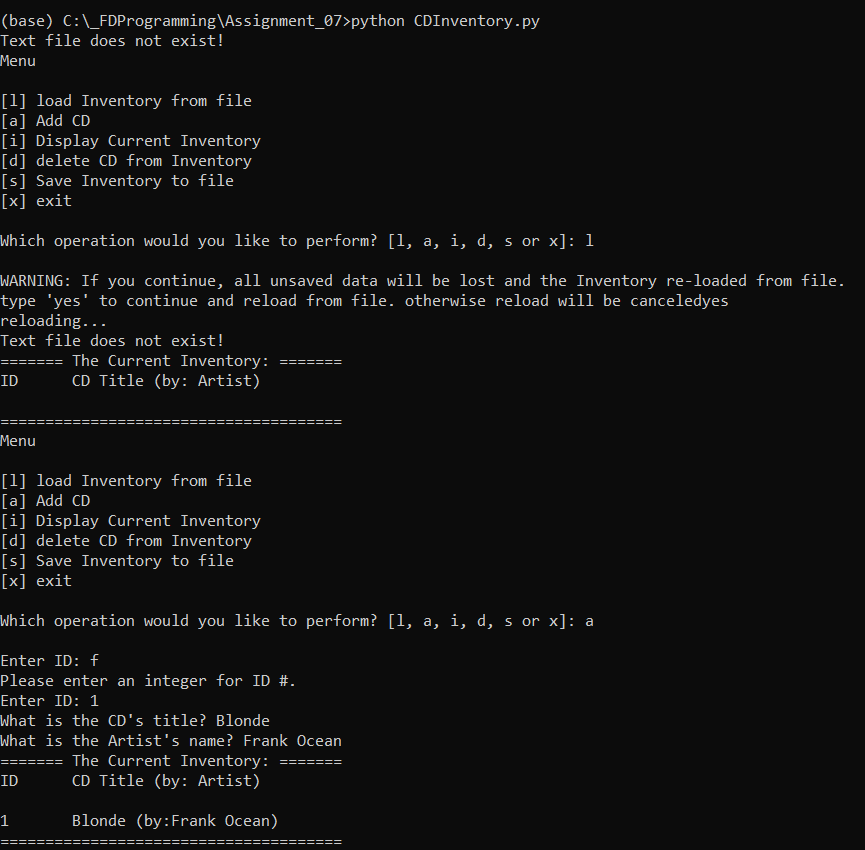 (base) C:\_FDProgramming\Assignment_07>python CDInventory.py
Text file does not exist!
Menu
[l] load Inventory from file
[a] Add CD
[i] Display Current Inventory
[d] delete CD from Inventory
[s] Save Inventory to file
[x] exit
Which operation would you like to perform? [l, a, i, d, s or x]: l
WARNING: If you continue, all unsaved data will be lost and the Inventory re-loaded from file.
type 'yes' to continue and reload from file. otherwise reload will be canceledyes
reloading...
Text file does not exist!
======= The Current Inventory: =======
ID      CD Title (by: Artist)
======================================
Menu
[l] load Inventory from file
[a] Add CD
[i] Display Current Inventory
[d] delete CD from Inventory
[s] Save Inventory to file
[x] exit
Which operation would you like to perform? [l, a, i, d, s or x]: a
Enter ID: f
Please enter an integer for ID #.
Enter ID: 1
What is the CD's title? Blonde
What is the Artist's name? Frank Ocean
======= The Current Inventory: =======
ID      CD Title (by: Artist)
1       Blonde (by:Frank Ocean)
======================================